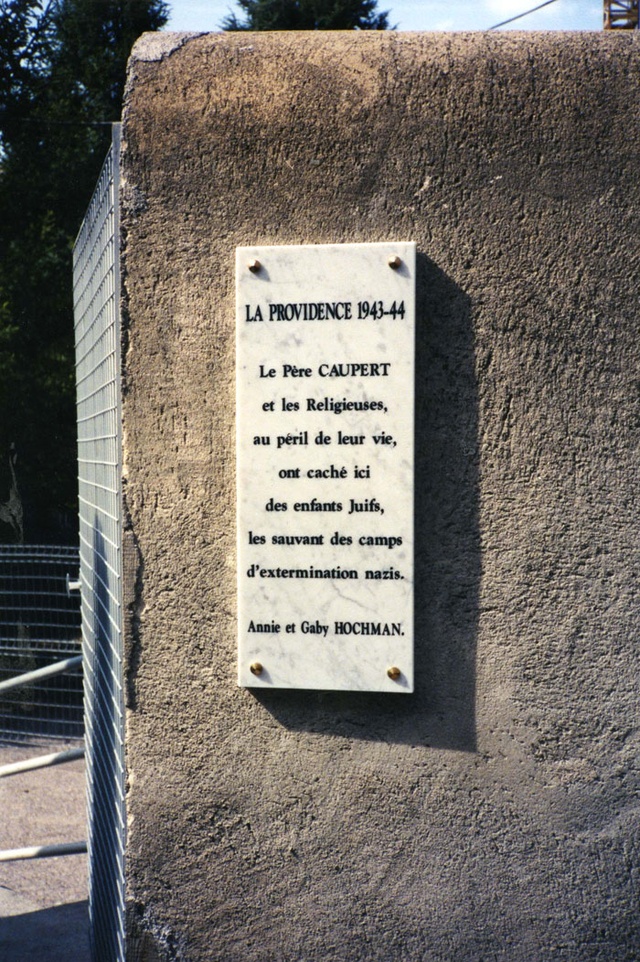 LA PROVIDENCE 1943-44
Le Père CAUPERT
et les Religieuses,
au péril de leur vie,
ont caché ici
des enfants Juifs,
les sauvant des camps
d'extermination nazis.
Annie et Gaby HOCHMAN.